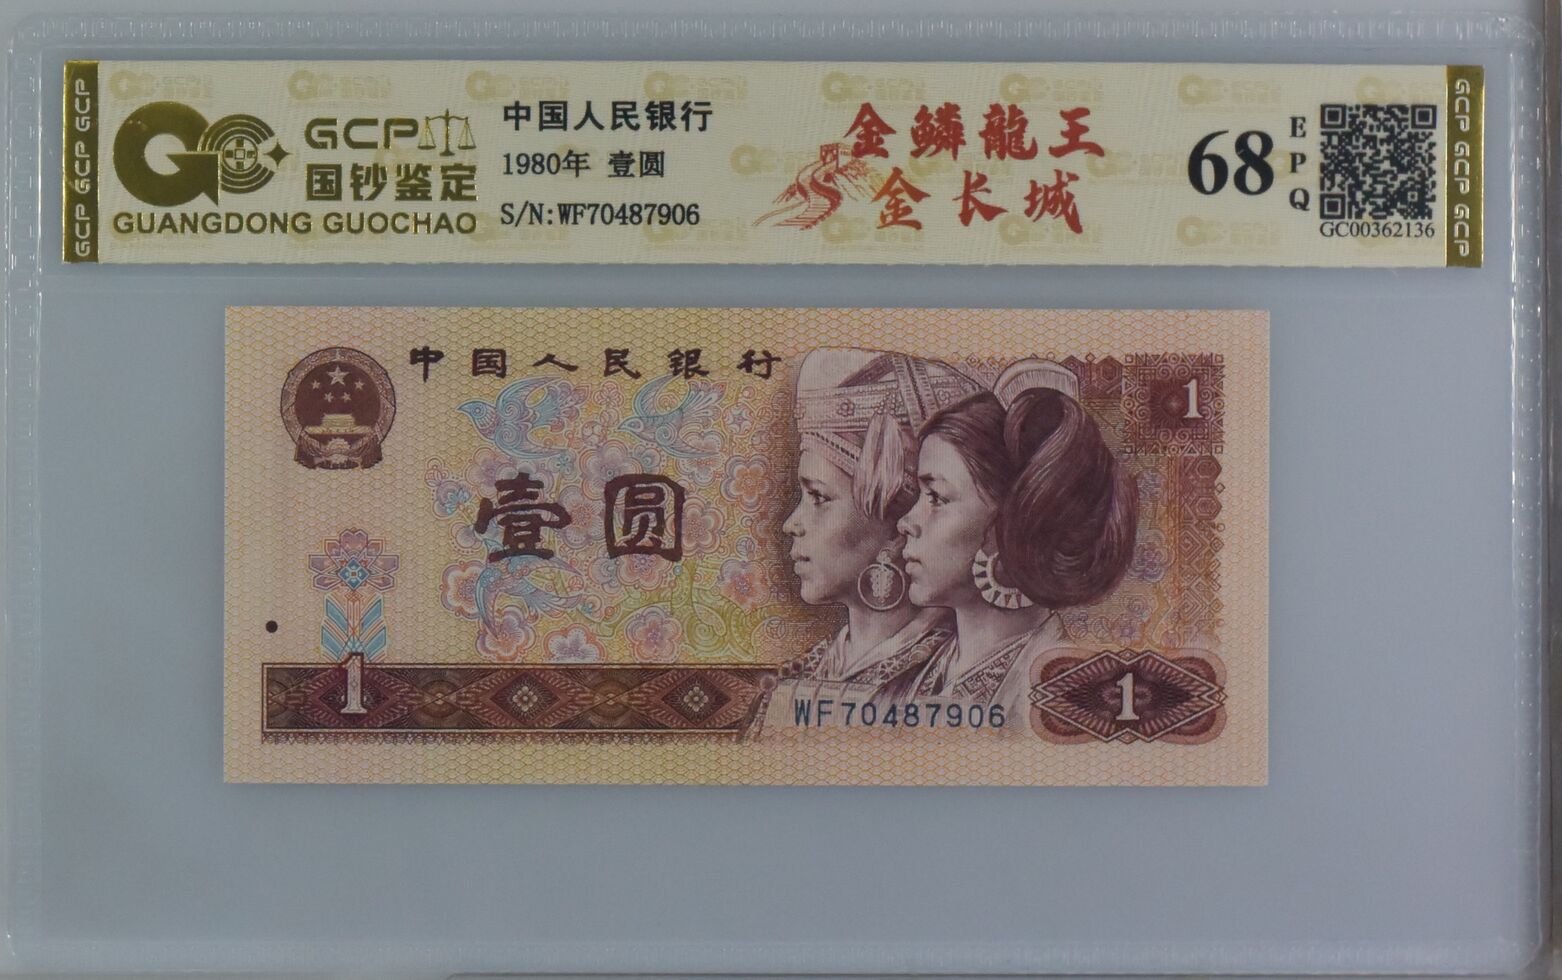 GCP GCP GCP
GCP
国钞鉴定
GUANGDONG GUOCHAO
中国人民银行
1980年 壹圆
S/N:WF70487906
金鳞龍王
金长城
68
EPQ
GC00362136
GCP GCP GCP
中国人民银行
1
壹圆
1
WF70487906
1